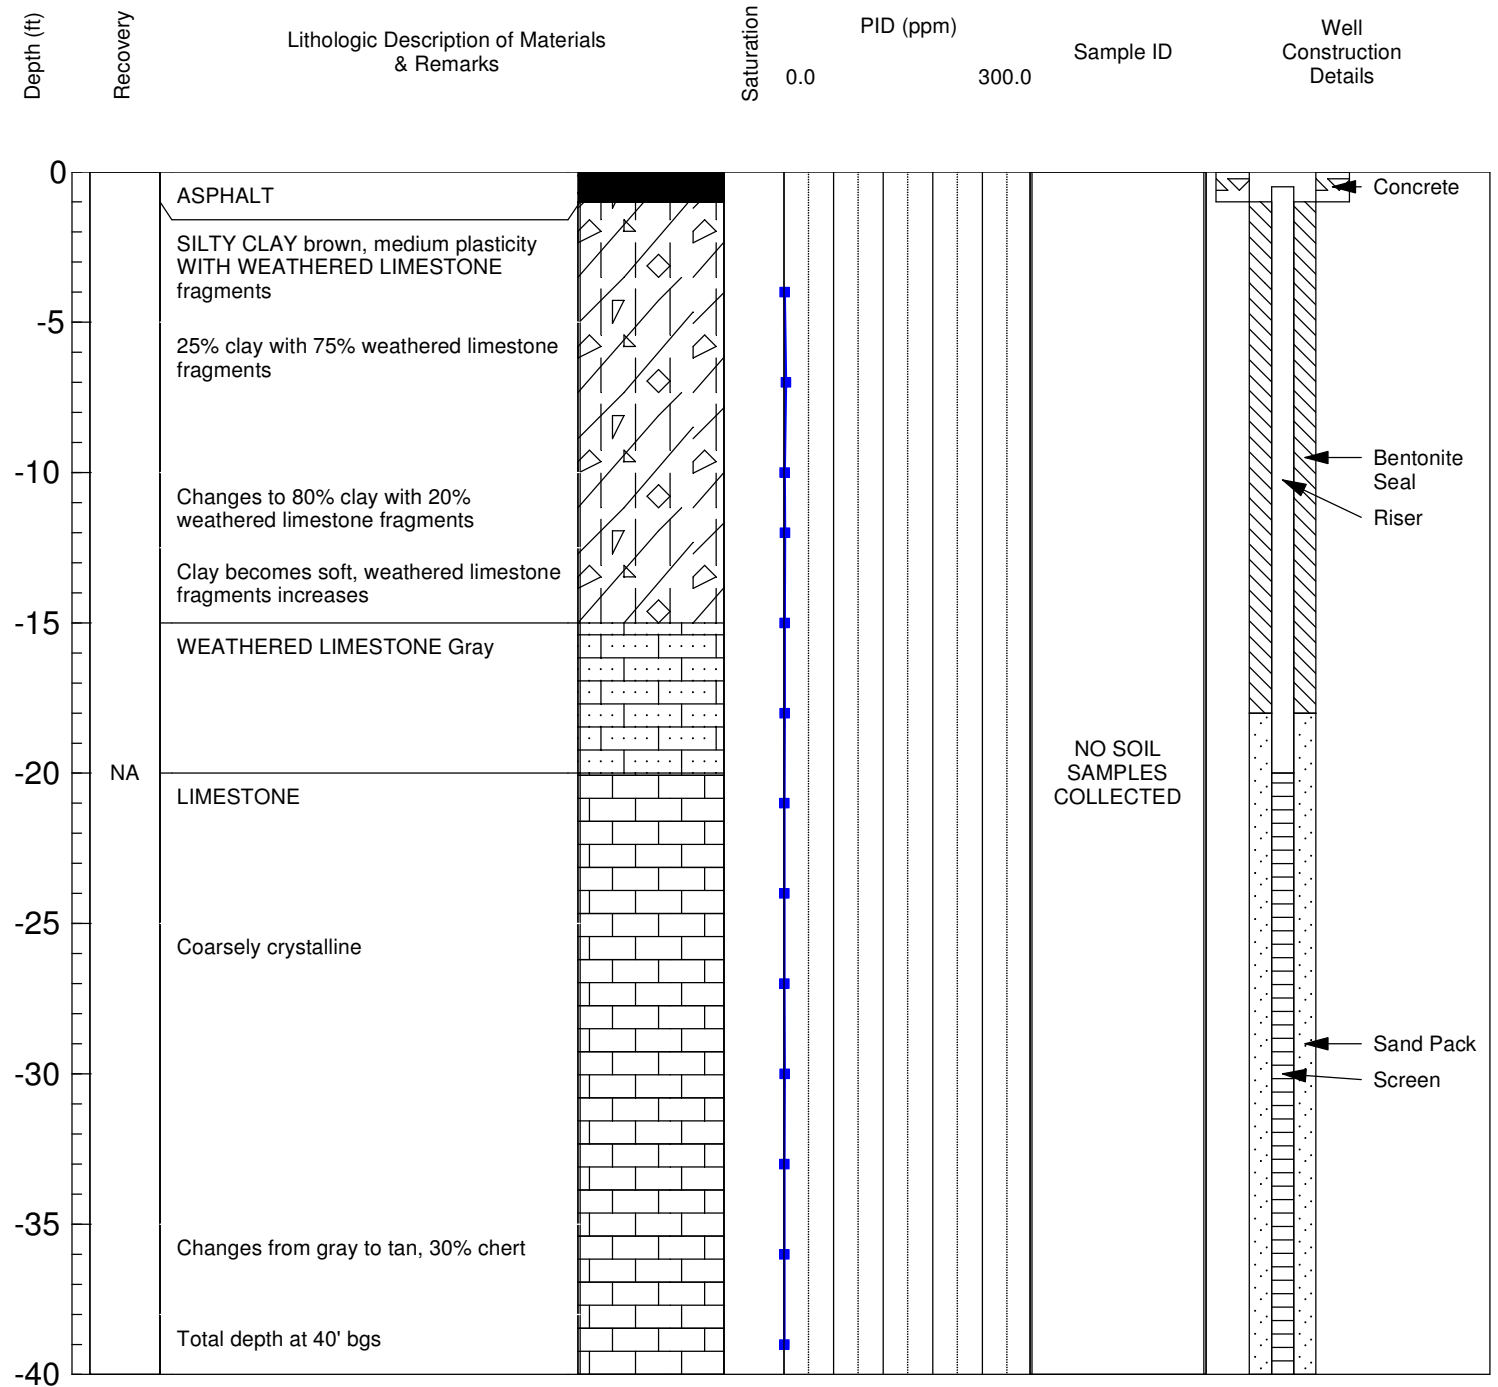 Depth (ft)
Recovery
Lithologic Description of Materials
& Remarks
Saturation
PID (ppm)
0.0
300.0
Sample ID
Well
Construction
Details
0
ASPHALT
Concrete
SILTY CLAY brown, medium plasticity
WITH WEATHERED LIMESTONE
fragments
-5
25% clay with 75% weathered limestone
fragments
Bentonite
Seal
-10
Changes to 80% clay with 20%
weathered limestone fragments
Riser
Clay becomes soft, weathered limestone
fragments increases
-15
WEATHERED LIMESTONE Gray
NO SOIL
SAMPLES
COLLECTED
-20
NA
LIMESTONE
-25
Coarsely crystalline
Sand Pack
-30
Screen
-35
Changes from gray to tan, 30% chert
Total depth at 40' bgs
-40